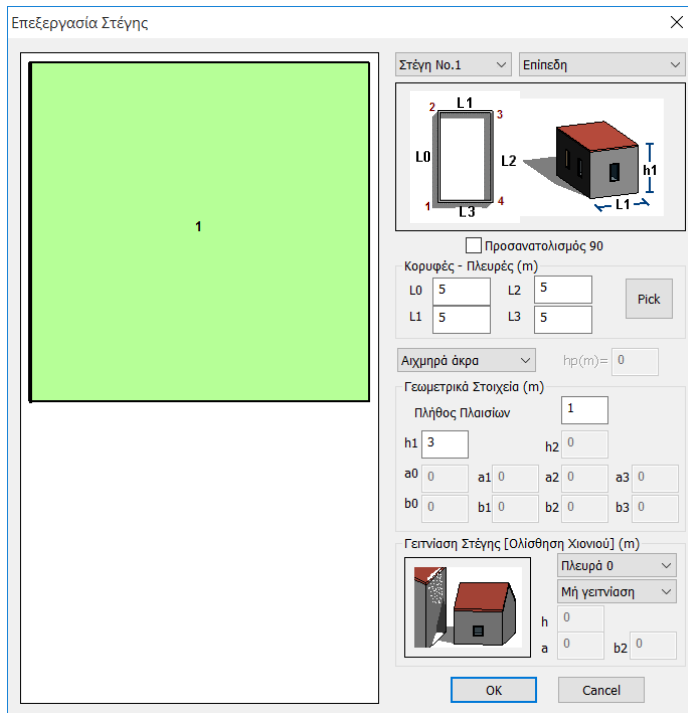 Επεξεργασία Στέγης
1
Στέγη No.1
Επίπεδη
L1
2
3
L0
L2
1
4
L3
h1
L1
Προσανατολισμός 90
Κορυφές - Πλευρές (m)
L0 5 L2 5
L1 5 L3 5
Pick
Αιχμηρά άκρα
hp(m)= 0
Γεωμετρικά Στοιχεία (m)
Πλήθος Πλαισίων 1
h1 3 h2 0
a0 0 a1 0 a2 0 a3 0
b0 0 b1 0 b2 0 b3 0
Γειτνίαση Στέγης [Ολίσθηση Χιονιού] (m)
Πλευρά 0
Μή γειτνίαση
h 0
a 0 b2 0
OK Cancel